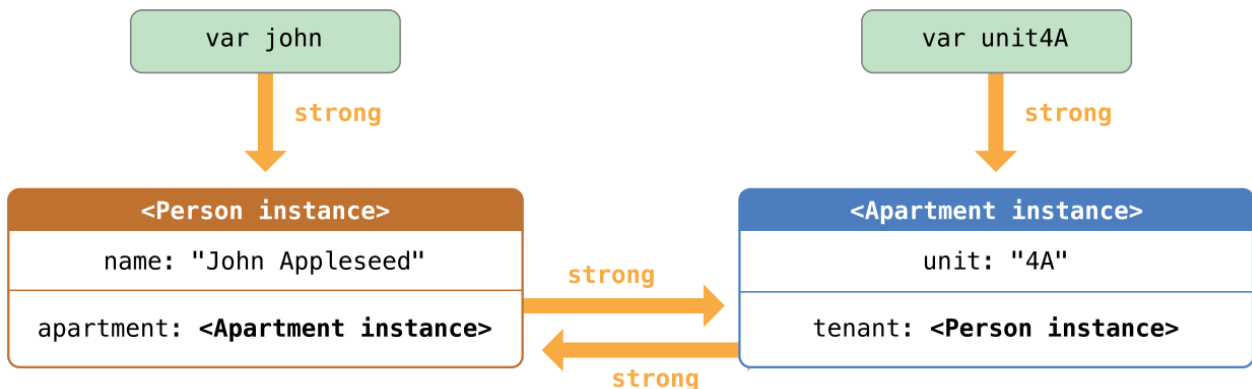 var john
var unit4A
strong
strong
<Person instance>
<Apartment instance>
name: "John Appleseed"
unit: "4A"
strong
apartment: <Apartment instance>
tenant: <Person instance>
strong